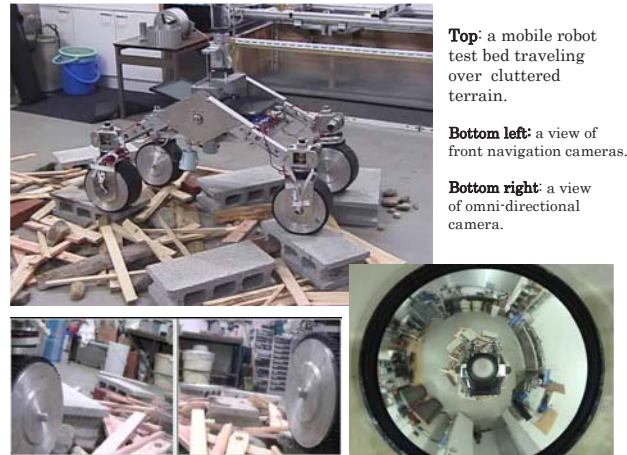 Top: a mobile robot
test bed traveling
over cluttered
terrain.
Bottom left: a view of
front navigation cameras.
Bottom right: a view
of omni-directional
camera.